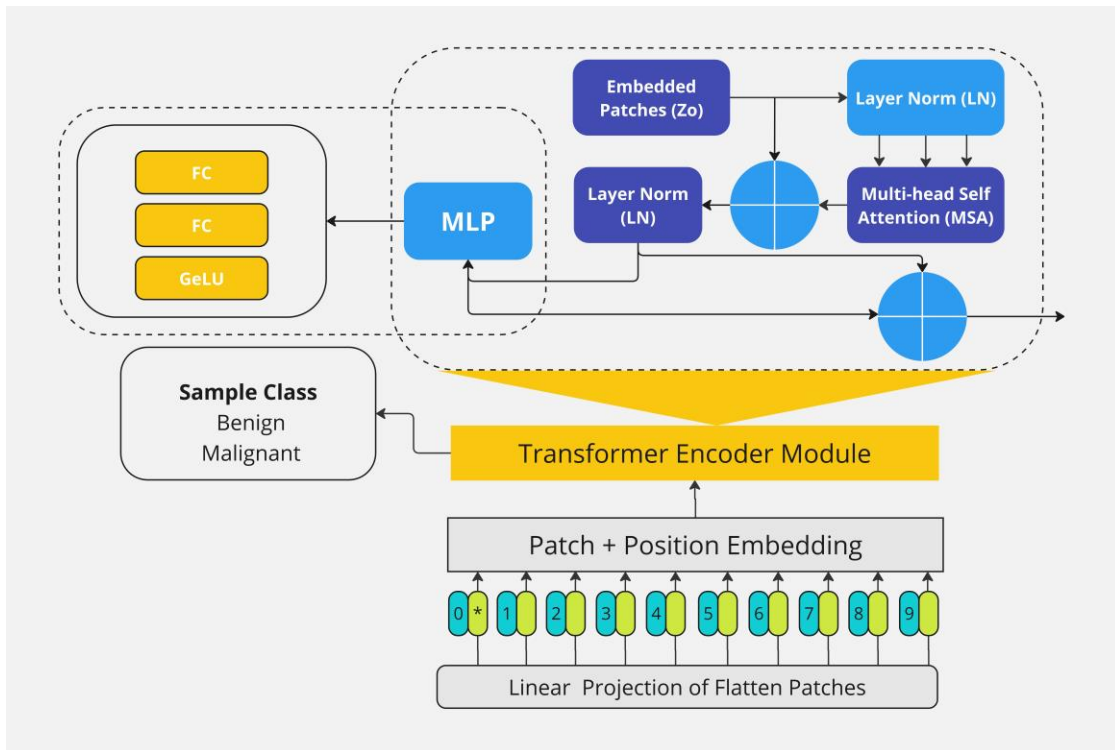 Embedded
Patches (Zo)
Layer Norm (LN)
FC
FC
GeLU
MLP
Layer Norm
(LN)
Multi-head Self
Attention (MSA)
Sample Class
Benign
Malignant
Transformer Encoder Module
Patch + Position Embedding
0 * 1 2 3 4 5 6 7 8 9
Linear Projection of Flatten Patches